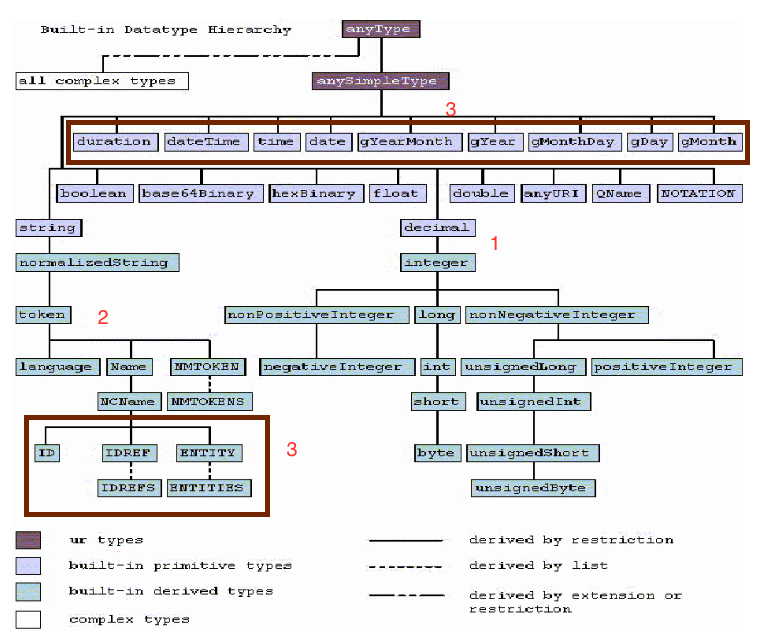 Built-in Datatype Hierarchy anyType
all complex types anySimpleType
3
duration dateTime time date gYearMonth gYear gMonthDay gDay gMonth
boolean base64Binary hexBinary float double anyURI QName NOTATION
string decimal
1
normalizedString integer
token 2 nonPositiveInteger long nonNegativeInteger
language Name NMTOKEN negativeInteger int unsignedLong positiveInteger
NCName NMTOKENS short unsignedInt
ID IDREF ENTITY 3 byte unsignedShort
IDREFS ENTITIES unsignedByte
ur types derived by restriction
built-in primitive types derived by list
built-in derived types derived by extension or
restriction
complex types